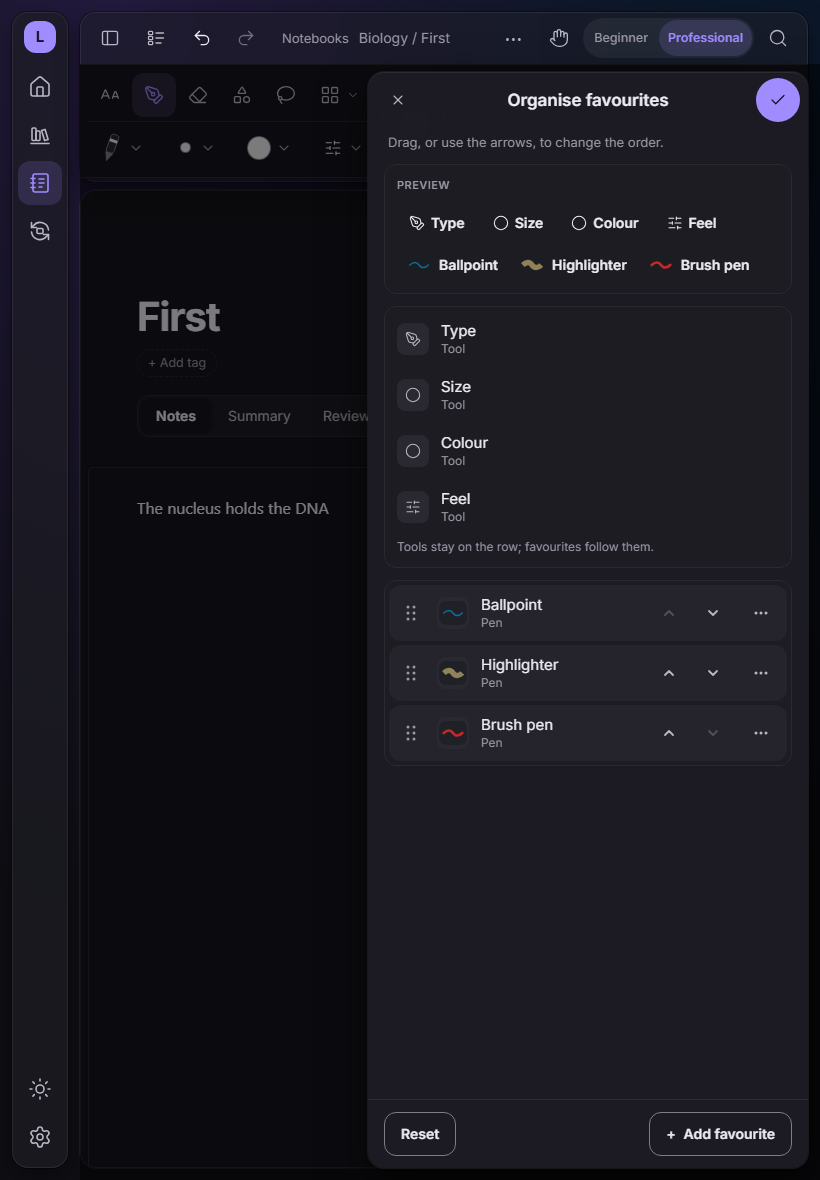 L
Notebooks Biology / First
Beginner Professional
AA
Organise favourites
Drag, or use the arrows, to change the order.
PREVIEW
Type Size Colour Feel
Ballpoint Highlighter Brush pen
First
+ Add tag
Notes Summary Review
The nucleus holds the DNA
Type
Tool
Size
Tool
Colour
Tool
Feel
Tool
Tools stay on the row; favourites follow them.
Ballpoint
Pen
Highlighter
Pen
Brush pen
Pen
Reset
+ Add favourite